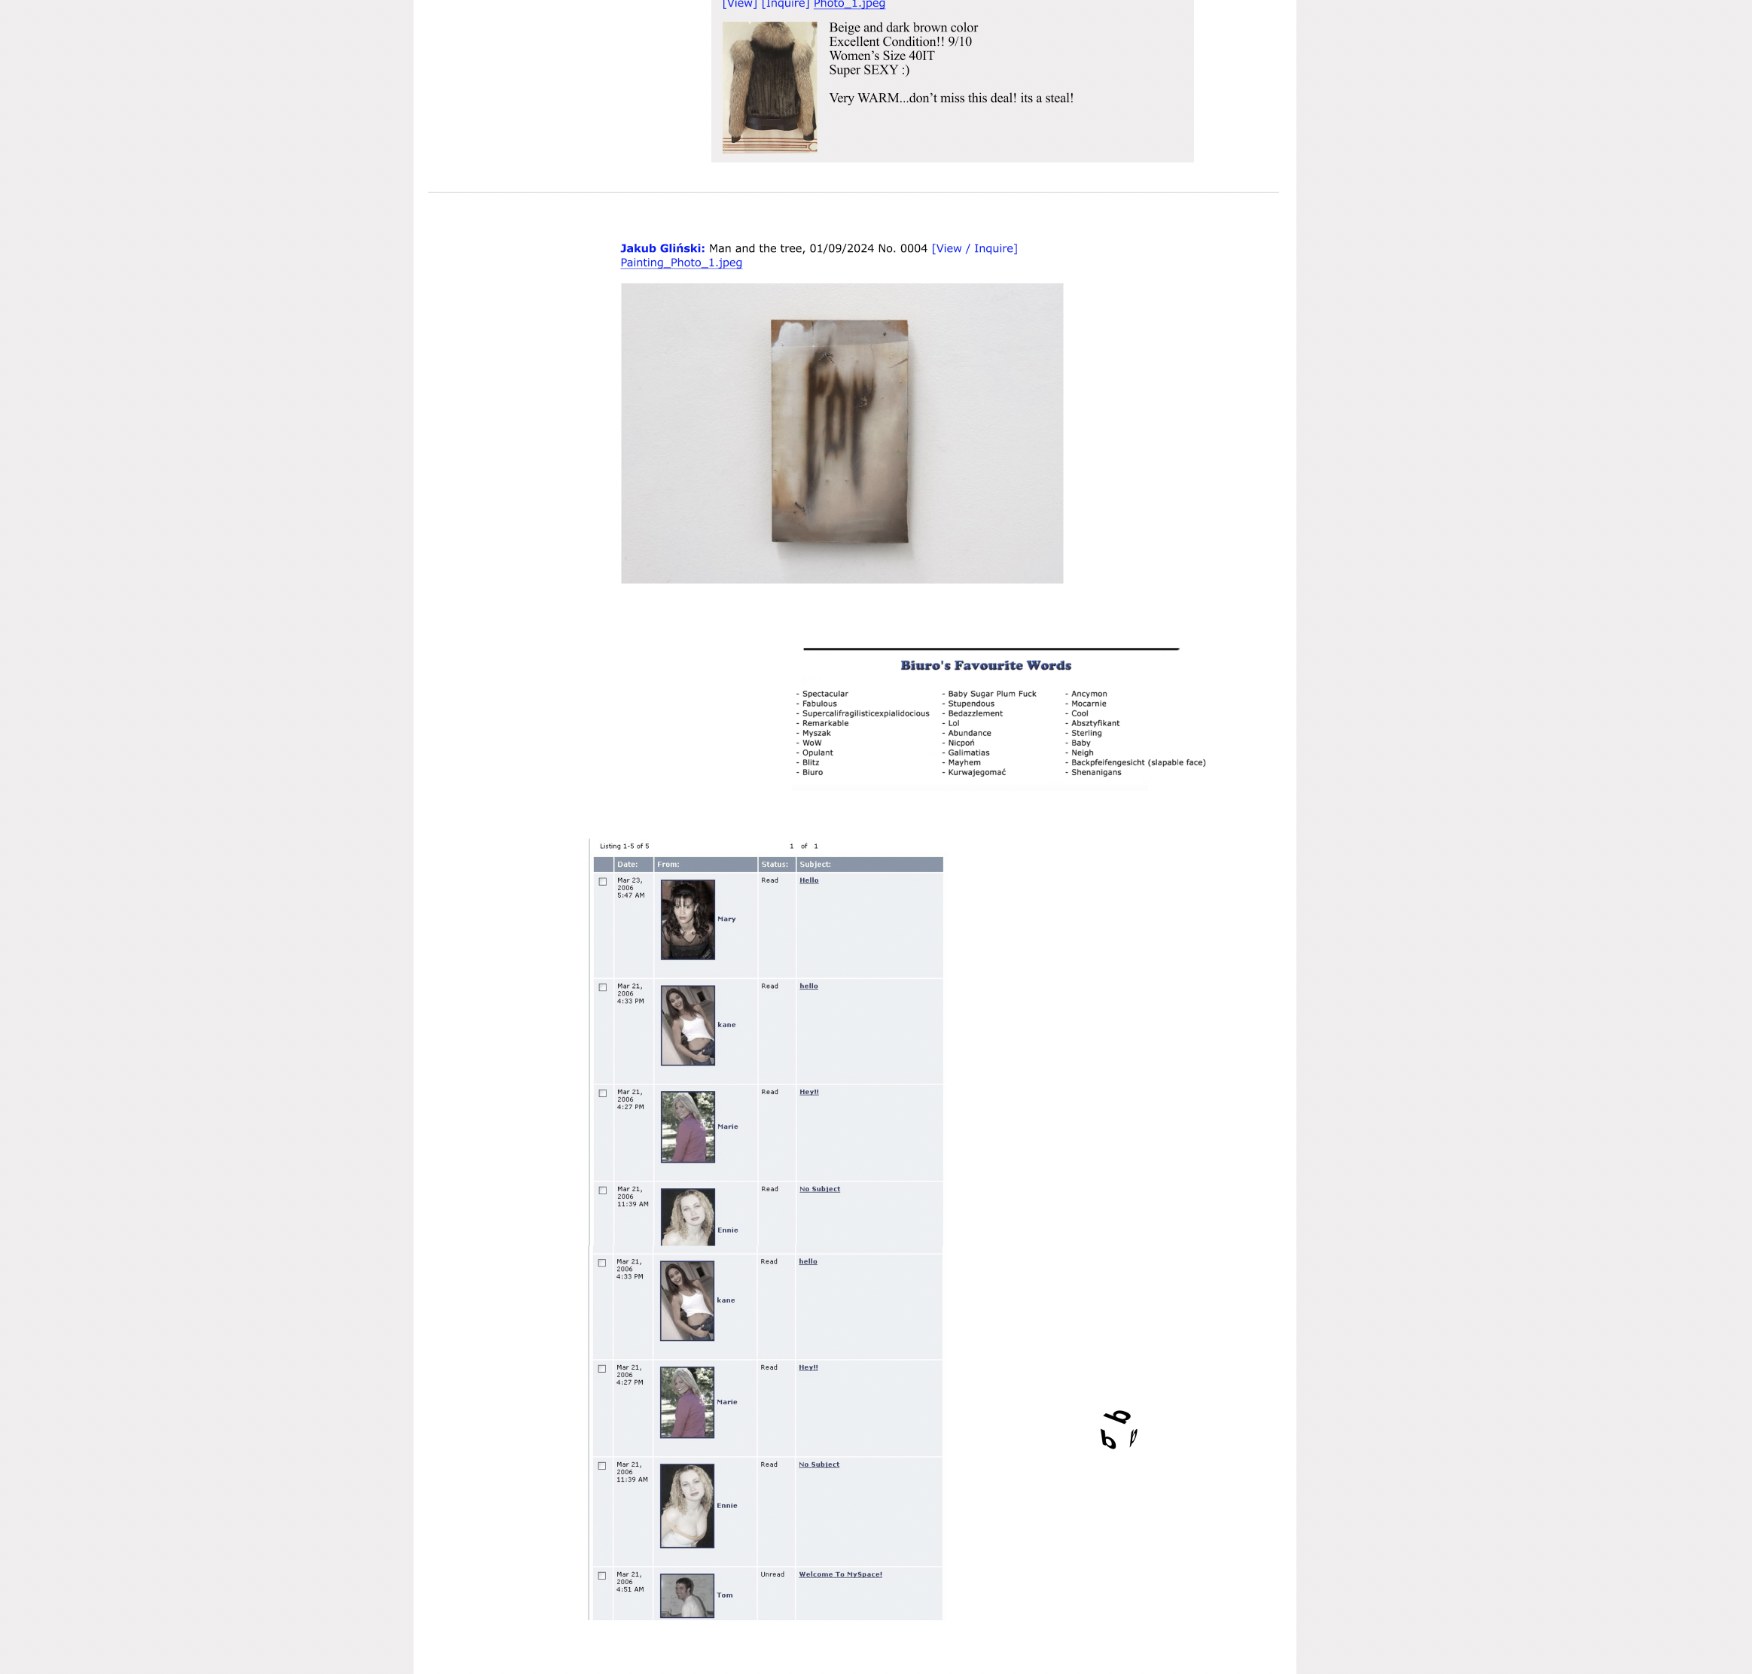 [View] [Inquire] Photo_1.jpeg
Beige and dark brown color
Excellent Condition!! 9/10
Women's Size 40IT
Super SEXY :)
Very WARM...don't miss this deal! its a steal!
Jakub Gliński: Man and the tree, 01/09/2024 No. 0004 [View / Inquire]
Painting_Photo_1.jpeg
Biuro's Favourite Words
- Spectacular
- Fabulous
- Supercalifragilisticexpialidocious
- Remarkable
- Myszak
- WoW
- Opulant
- Blitz
- Biuro
- Baby Sugar Plum Fuck
- Stupendous
- Bedazzlement
- Lol
- Abundance
- Nicpoń
- Galimatias
- Mayhem
- Kurwajegomać
- Ancymon
- Mocarnie
- Cool
- Absztyfikant
- Sterling
- Baby
- Neigh
- Backpfeifengesicht (slapable face)
- Shenanigans
Listing 1-5 of 5 1 of 1
Date: From: Status: Subject:
Mar 23, Read Hello
2006
5:47 AM
Mary
Mar 21, Read hello
2006
4:33 PM
kane
Mar 21, Read Hey!!
2006
4:27 PM
Marie
Mar 21, Read No Subject
2006
11:39 AM
Ennie
Mar 21, Read hello
2006
4:33 PM
kane
Mar 21, Read Hey!!
2006
4:27 PM
Marie
Mar 21, Read No Subject
2006
11:39 AM
Ennie
Mar 21, Unread Welcome To MySpace!
2006
4:51 AM
Tom